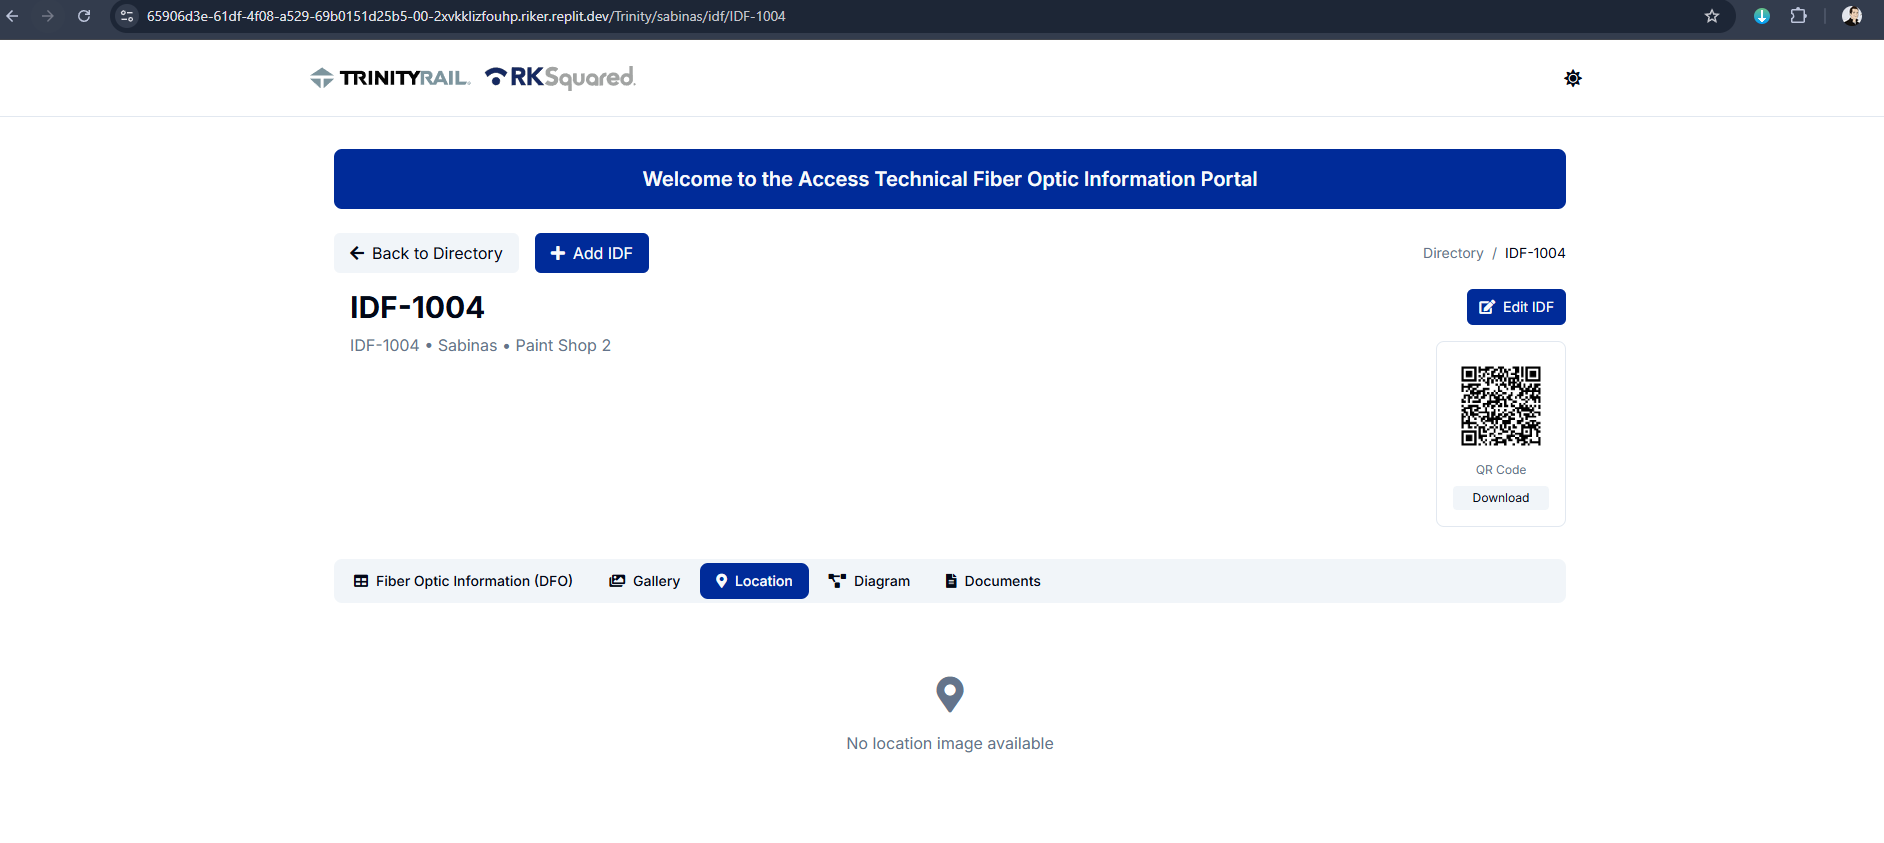 65906d3e-61df-4f08-a529-69b0151d25b5-00-2xvkklizfouhp.riker.replit.dev/Trinity/sabinas/idf/IDF-1004
TRINITYRAIL. RKSquared.
Welcome to the Access Technical Fiber Optic Information Portal
Back to Directory Add IDF Directory / IDF-1004
IDF-1004 Edit IDF
IDF-1004 • Sabinas • Paint Shop 2
QR Code
Download
Fiber Optic Information (DFO) Gallery Location Diagram Documents
No location image available